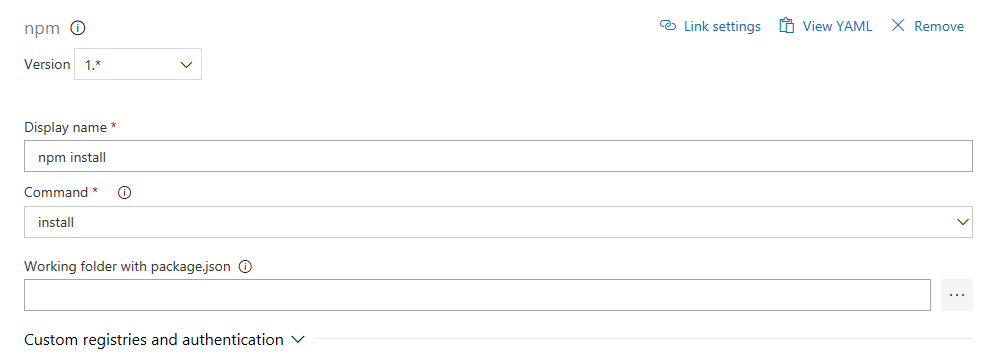 npm
Link settings View YAML Remove
Version 1.*
Display name *
npm install
Command *
install
Working folder with package.json
...
Custom registries and authentication